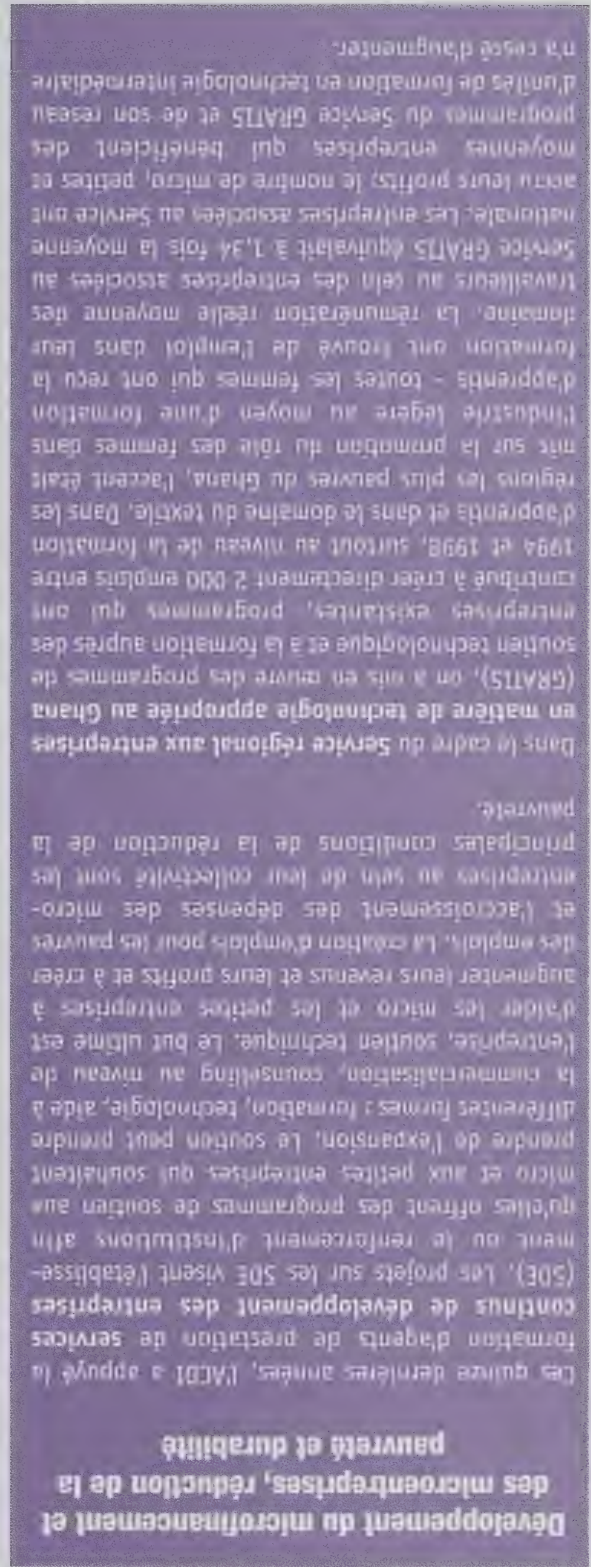 Développement du microfinancement et
des microentreprises, réduction de la
pauvreté et durabilité
Ces quinze dernières années, l'ACDI a appuyé la
formation d'agents de prestation de services
continus de développement des entreprises
(SDE). Les projets sur les SDE visent l'établisse-
ment ou le renforcement d'institutions afin
qu'elles offrent des programmes de soutien aux
micro et aux petites entreprises qui souhaitent
prendre de l'expansion. Le soutien peut prendre
différentes formes : formation, technologie, aide à
la commercialisation, counselling au niveau de
l'entreprise, soutien technique. Le but ultime est
d'aider les micro et les petites entreprises à
augmenter leurs revenus et leurs profits et à créer
des emplois. La création d'emplois pour les pauvres
et l'accroissement des dépenses des micro-
entreprises au sein de leur collectivité sont les
principales conditions de la réduction de la
pauvreté.
Dans le cadre du Service régional aux entreprises
en matière de technologie appropriée au Ghana
(GRATIS), on a mis en œuvre des programmes de
soutien technologique et à la formation auprès des
entreprises existantes, programmes qui ont
contribué à créer directement 2 000 emplois entre
1994 et 1998, surtout au niveau de la formation
d'apprentis et dans le domaine du textile. Dans les
régions les plus pauvres du Ghana, l'accent était
mis sur la promotion du rôle des femmes dans
l'industrie légère au moyen d'une formation
d'apprentis – toutes les femmes qui ont reçu la
formation ont trouvé de l'emploi dans leur
domaine. La rémunération réelle moyenne des
travailleurs au sein des entreprises associées au
Service GRATIS équivalait à 1,34 fois la moyenne
nationale. Les entreprises associées au Service ont
accru leurs profits; le nombre de micro, petites et
moyennes entreprises qui bénéficient des
programmes du Service GRATIS et de son réseau
d'unités de formation en technologie intermédiaire
n'a cessé d'augmenter.